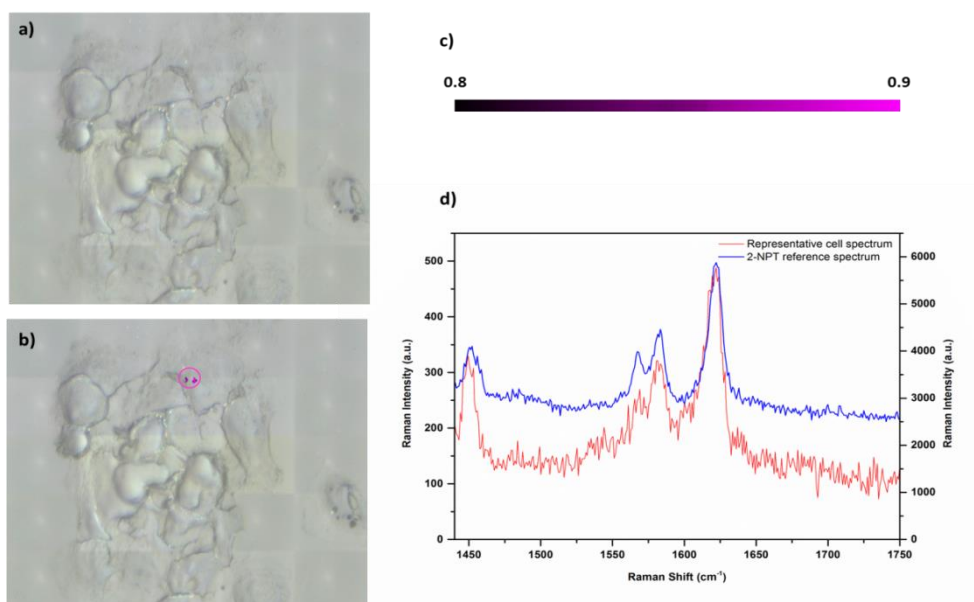 a)
c)
0.8 0.9
d)
Representative cell spectrum
2-NPT reference spectrum
500
400
300
200
100
0
6000
5000
4000
3000
2000
1000
0
Raman Intensity (a.u.)
Raman Intensity (a.u.)
1450 1500 1550 1600 1650 1700 1750
Raman Shift (cm⁻¹)
b)